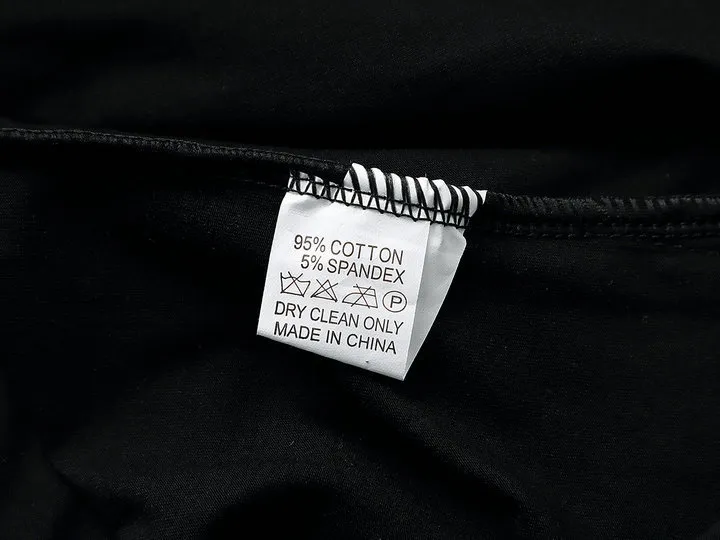 95% COTTON
5% SPANDEX
P
DRY CLEAN ONLY
MADE IN CHINA